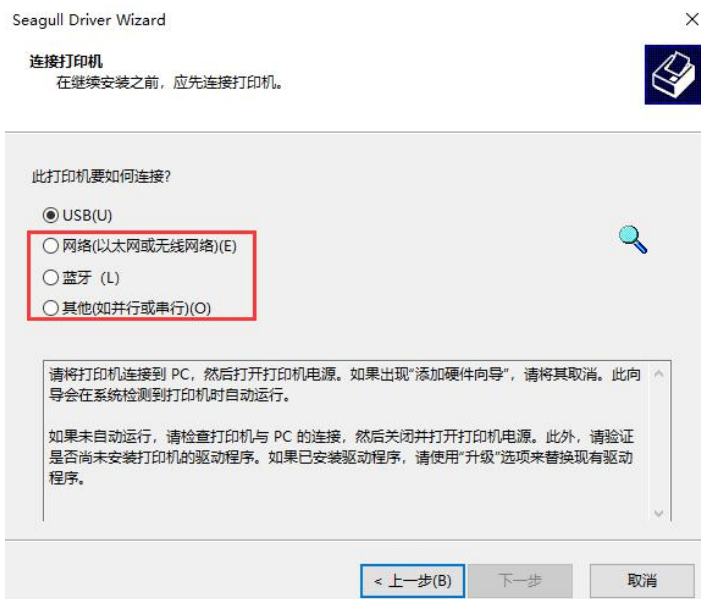 Seagull Driver Wizard
连接打印机
在继续安装之前，应先连接打印机。
此打印机要如何连接?
USB(U)
网络(以太网或无线网络)(E)
蓝牙 (L)
其他(如并行或串行)(O)
请将打印机连接到 PC，然后打开打印机电源。如果出现“添加硬件向导”，请将其取消。此向
导会在系统检测到打印机时自动运行。
如果未自动运行，请检查打印机与 PC 的连接，然后关闭并打开打印机电源。此外，请验证
是否尚未安装打印机的驱动程序。如果已安装驱动程序，请使用“升级”选项来替换现有驱动
程序。
< 上一步(B)
下一步
取消